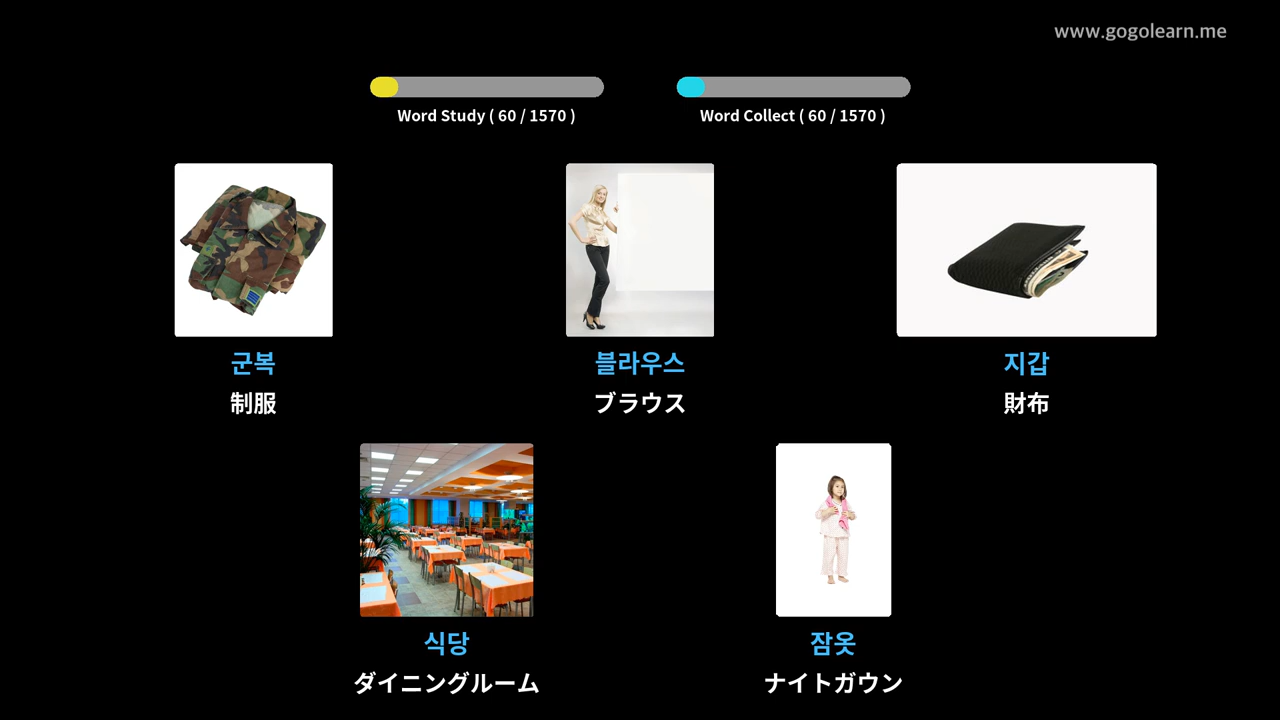 www.gogolearn.me
Word Study ( 60 / 1570 )
Word Collect ( 60 / 1570 )
군복
制服
블라우스
ブラウス
지갑
財布
식당
ダイニングルーム
잠옷
ナイトガウン